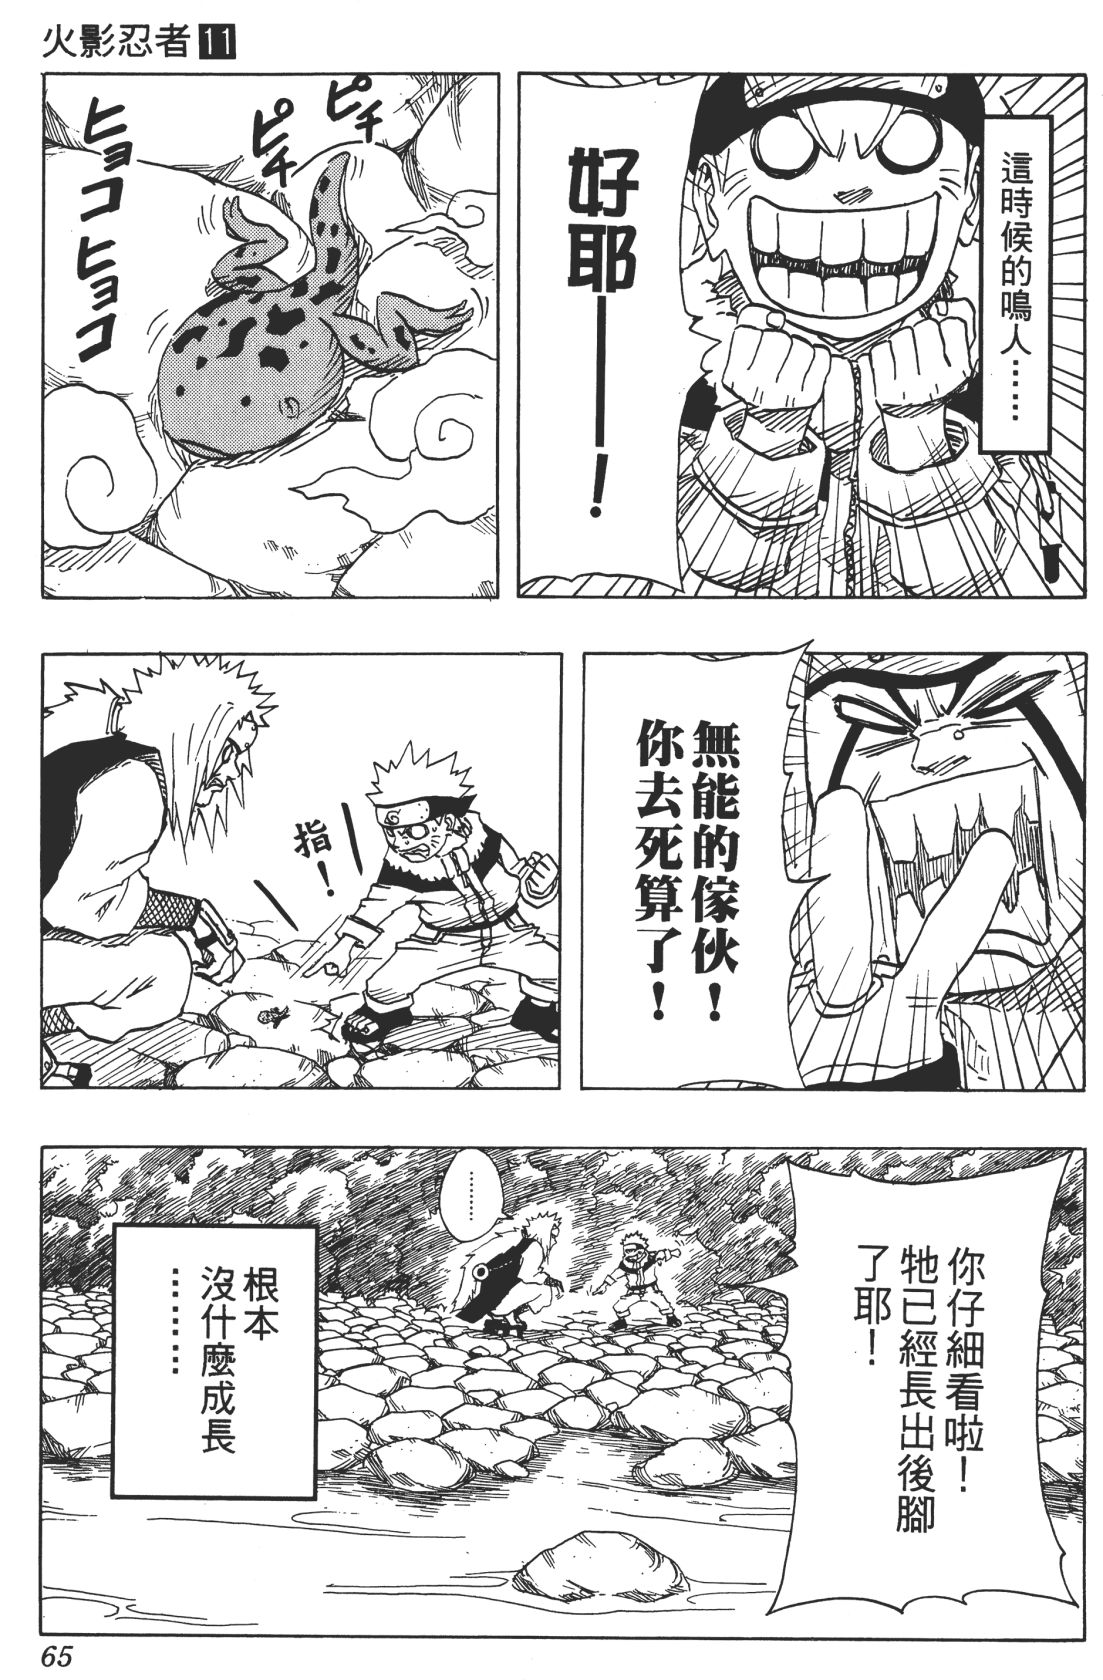 火影忍者11
這時候的鳴人……
好耶——！
ピチ
ピチ
ヒョコ
ヒョコ
無能的傢伙！
你去死算了！
指！
你仔細看啦！
牠已經長出後腳
了耶！
………
根本
沒什麼成長
………
65